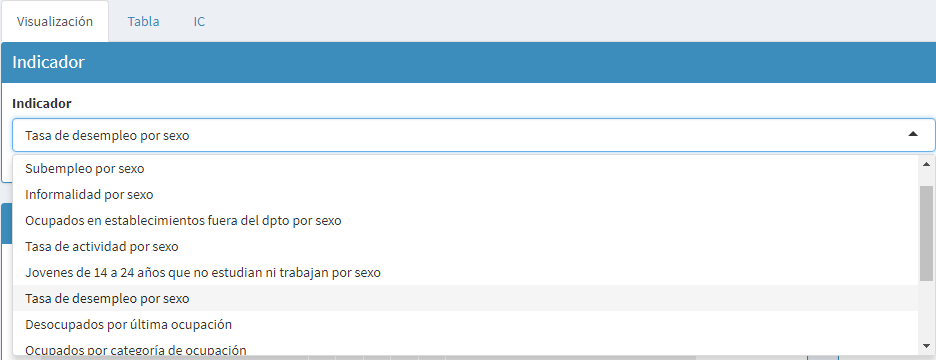 Visualización Tabla IC
Indicador
Indicador
Tasa de desempleo por sexo
Subempleo por sexo
Informalidad por sexo
Ocupados en establecimientos fuera del dpto por sexo
Tasa de actividad por sexo
Jovenes de 14 a 24 años que no estudian ni trabajan por sexo
Tasa de desempleo por sexo
Desocupados por última ocupación
Ocupados por categoría de ocupación